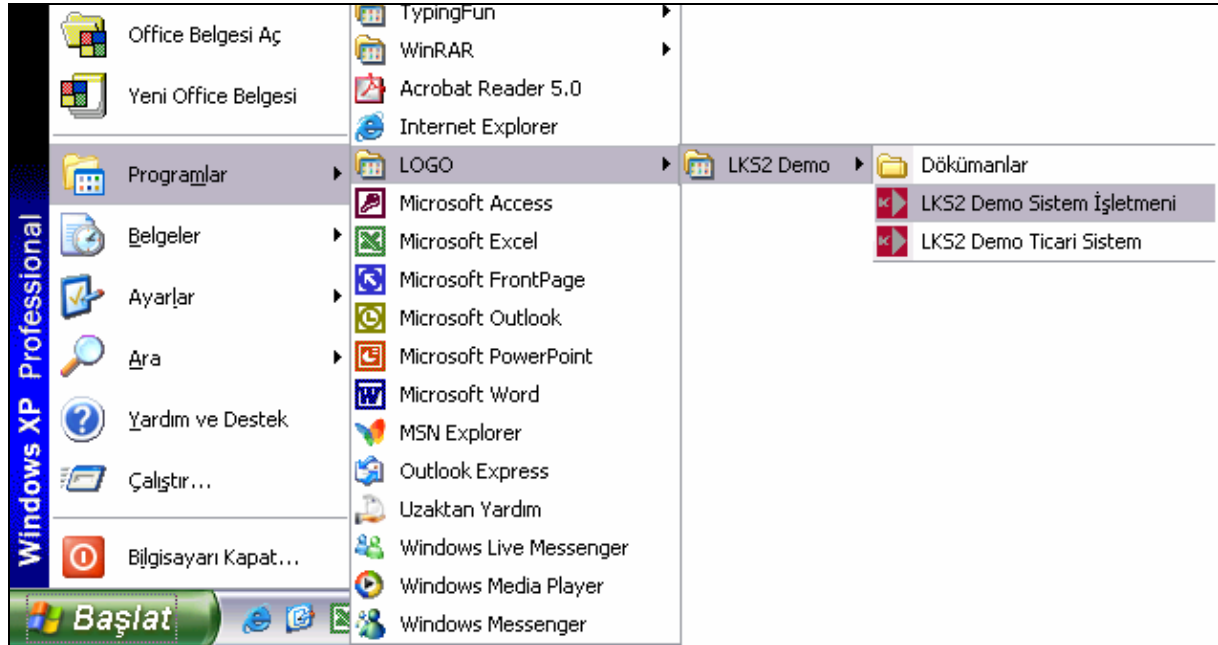 Office Belgesi Aç
Yeni Office Belgesi
Programlar
Belgeler
Ayarlar
Ara
Yardım ve Destek
Çalıştır...
Bilgisayarı Kapat...
Windows XP Professional
Başlat
TypingFun
WinRAR
Acrobat Reader 5.0
Internet Explorer
LOGO
Microsoft Access
Microsoft Excel
Microsoft FrontPage
Microsoft Outlook
Microsoft PowerPoint
Microsoft Word
MSN Explorer
Outlook Express
Uzaktan Yardım
Windows Live Messenger
Windows Media Player
Windows Messenger
LKS2 Demo
Dökümanlar
LKS2 Demo Sistem İşletmeni
LKS2 Demo Ticari Sistem